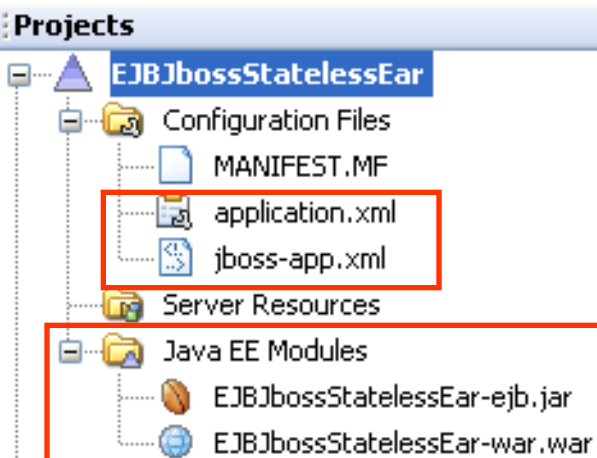 Projects
EJBJbossStatelessEar
Configuration Files
MANIFEST.MF
application.xml
jboss-app.xml
Server Resources
Java EE Modules
EJBJbossStatelessEar-ejb.jar
EJBJbossStatelessEar-war.war